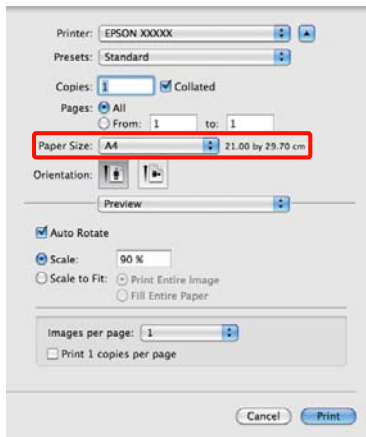 Printer: EPSON XXXXX
Presets: Standard
Copies: 1 Collated
Pages: All
From: 1 to: 1
Paper Size: A4 21.00 by 29.70 cm
Orientation:
Preview
Auto Rotate
Scale: 90 %
Scale to Fit: Print Entire Image
Fill Entire Paper
Images per page: 1
Print 1 copies per page
Cancel Print